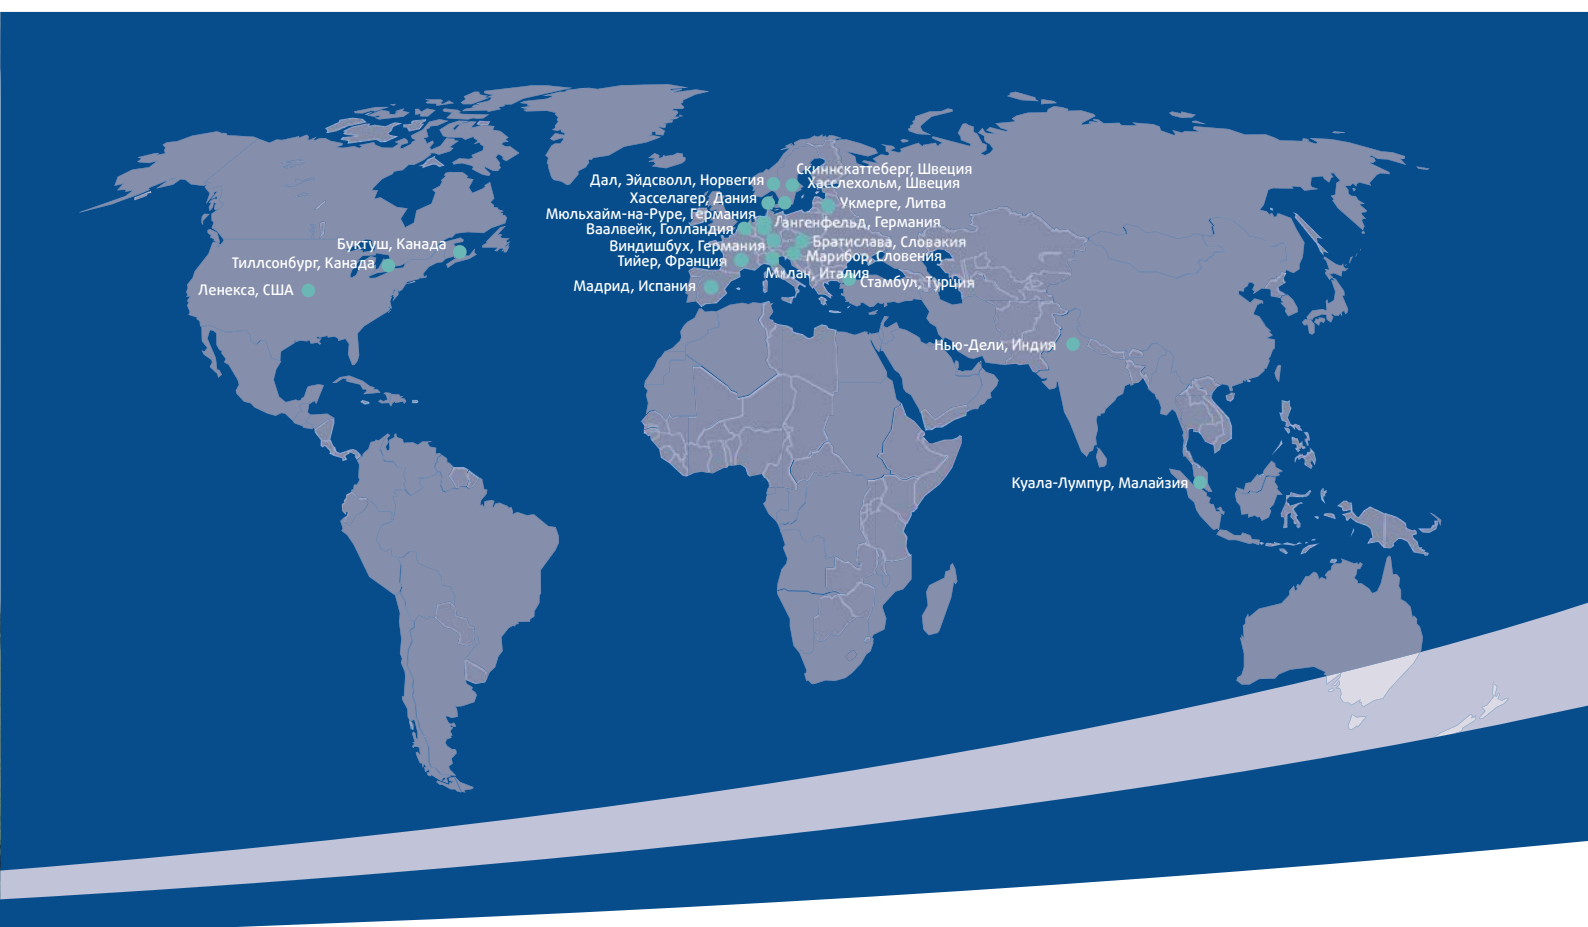 Скиннскаттеберг, Швеция
Дал, Эйдсволл, Норвегия
Хасслехольм, Швеция
Хасселагер, Дания
Укмерге, Литва
Мюльхайм-на-Руре, Германия
Лангенфельд, Германия
Ваалвейк, Голландия
Братислава, Словакия
Буктуш, Канада
Виндишбух, Германия
Марибор, Словения
Тиллсонбург, Канада
Тийер, Франция
Милан, Италия
Стамбул, Турция
Мадрид, Испания
Ленекса, США
Нью-Дели, Индия
Куала-Лумпур, Малайзия